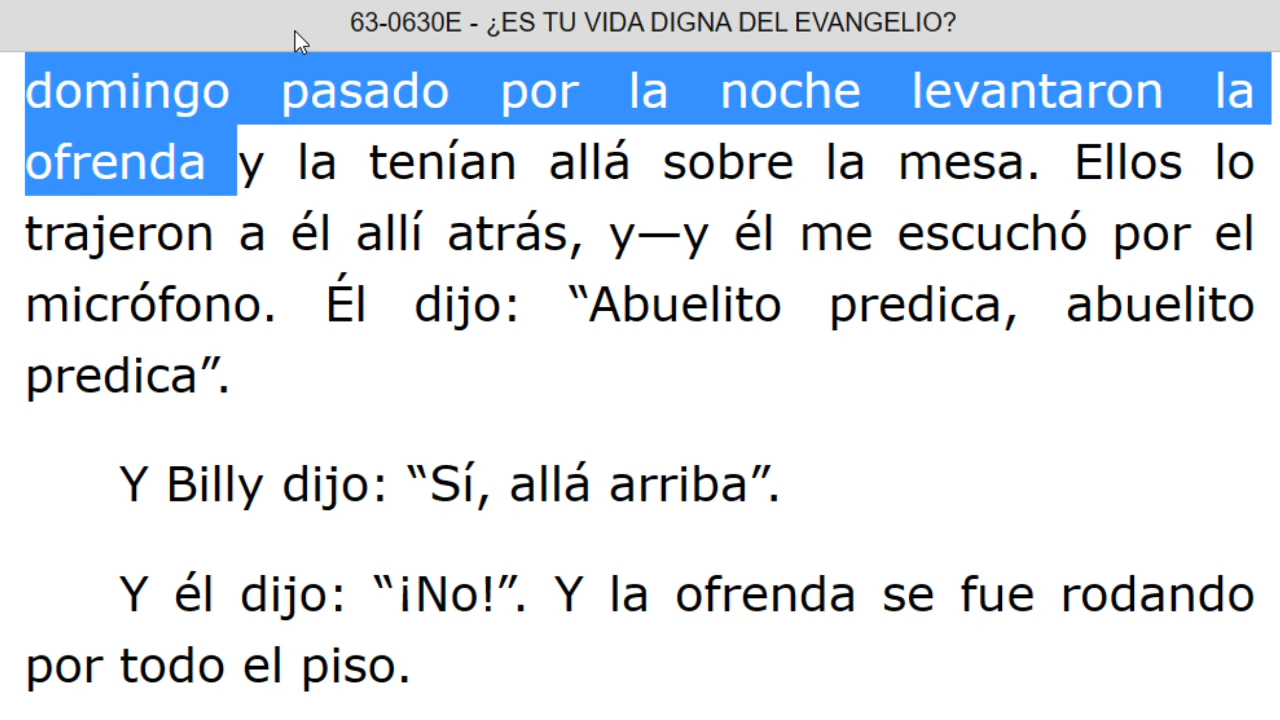 63-0630E - ¿ES TU VIDA DIGNA DEL EVANGELIO?
domingo pasado por la noche levantaron la
ofrenda y la tenían allá sobre la mesa. Ellos lo
trajeron a él allí atrás, y—y él me escuchó por el
micrófono. Él dijo: “Abuelito predica, abuelito
predica”.
Y Billy dijo: “Sí, allá arriba”.
Y él dijo: “¡No!”. Y la ofrenda se fue rodando
por todo el piso.